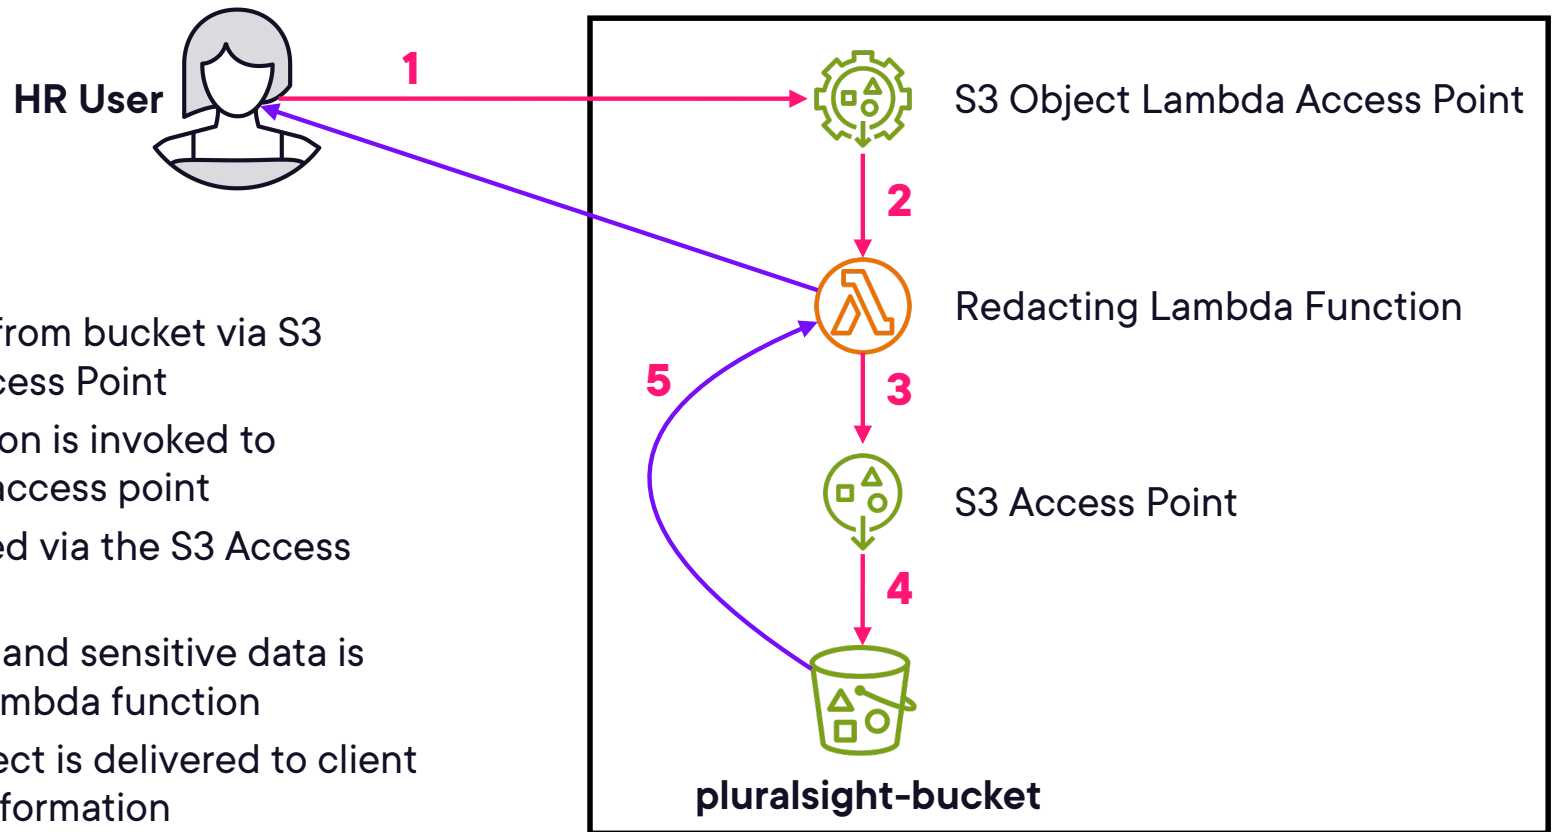 HR User
1
S3 Object Lambda Access Point
2
Redacting Lambda Function
from bucket via S3
cess Point
5
3
on is invoked to
access point
S3 Access Point
ed via the S3 Access
4
and sensitive data is
mbda function
ect is delivered to client
formation
pluralsight-bucket